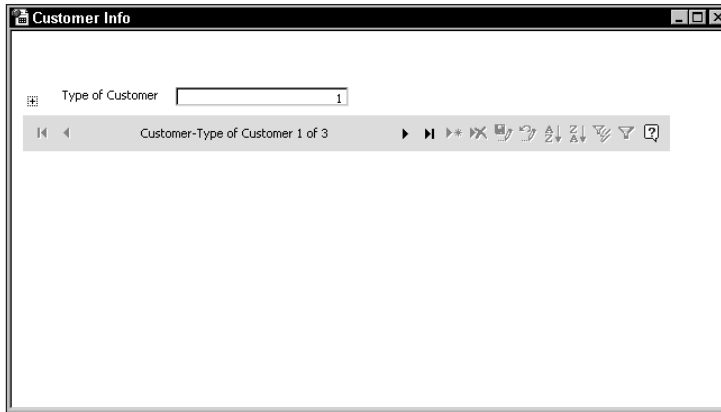 Customer Info
Type of Customer 1
Customer-Type of Customer 1 of 3